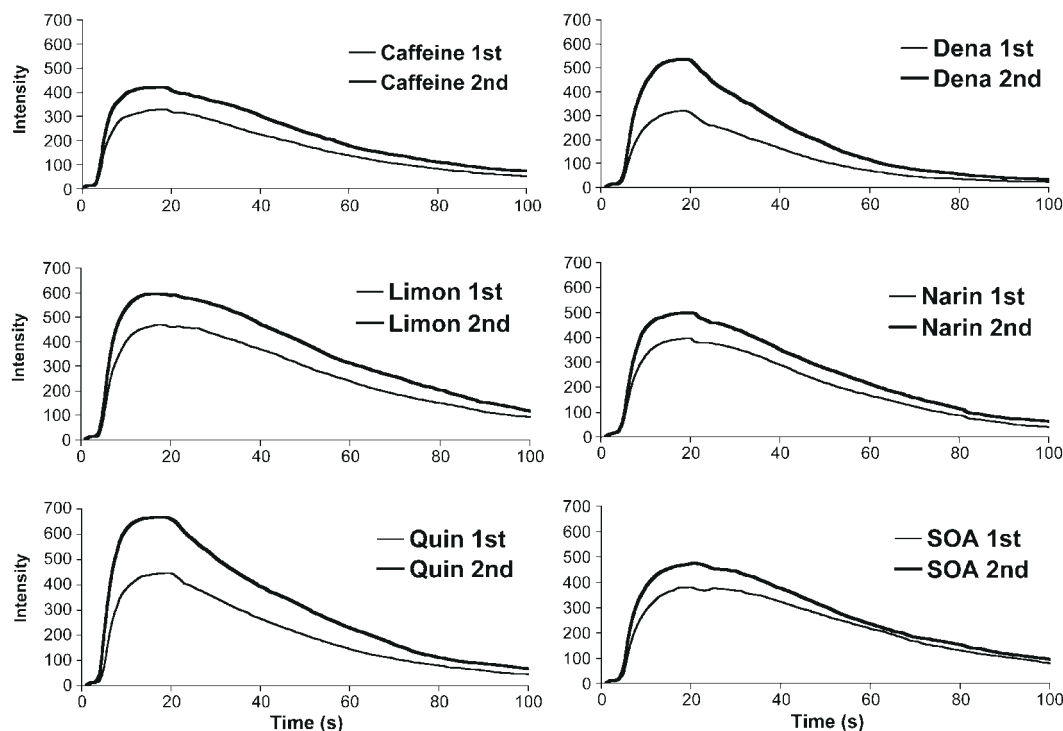 700
600
500
400
300
200
100
0
Intensity
0 20 40 60 80 100
Caffeine 1st
Caffeine 2nd
700
600
500
400
300
200
100
0
0 20 40 60 80 100
Dena 1st
Dena 2nd
700
600
500
400
300
200
100
0
Intensity
0 20 40 60 80 100
Limon 1st
Limon 2nd
700
600
500
400
300
200
100
0
0 20 40 60 80 100
Narin 1st
Narin 2nd
700
600
500
400
300
200
100
0
Intensity
0 20 40 60 80 100
Time (s)
Quin 1st
Quin 2nd
700
600
500
400
300
200
100
0
0 20 40 60 80 100
Time (s)
SOA 1st
SOA 2nd